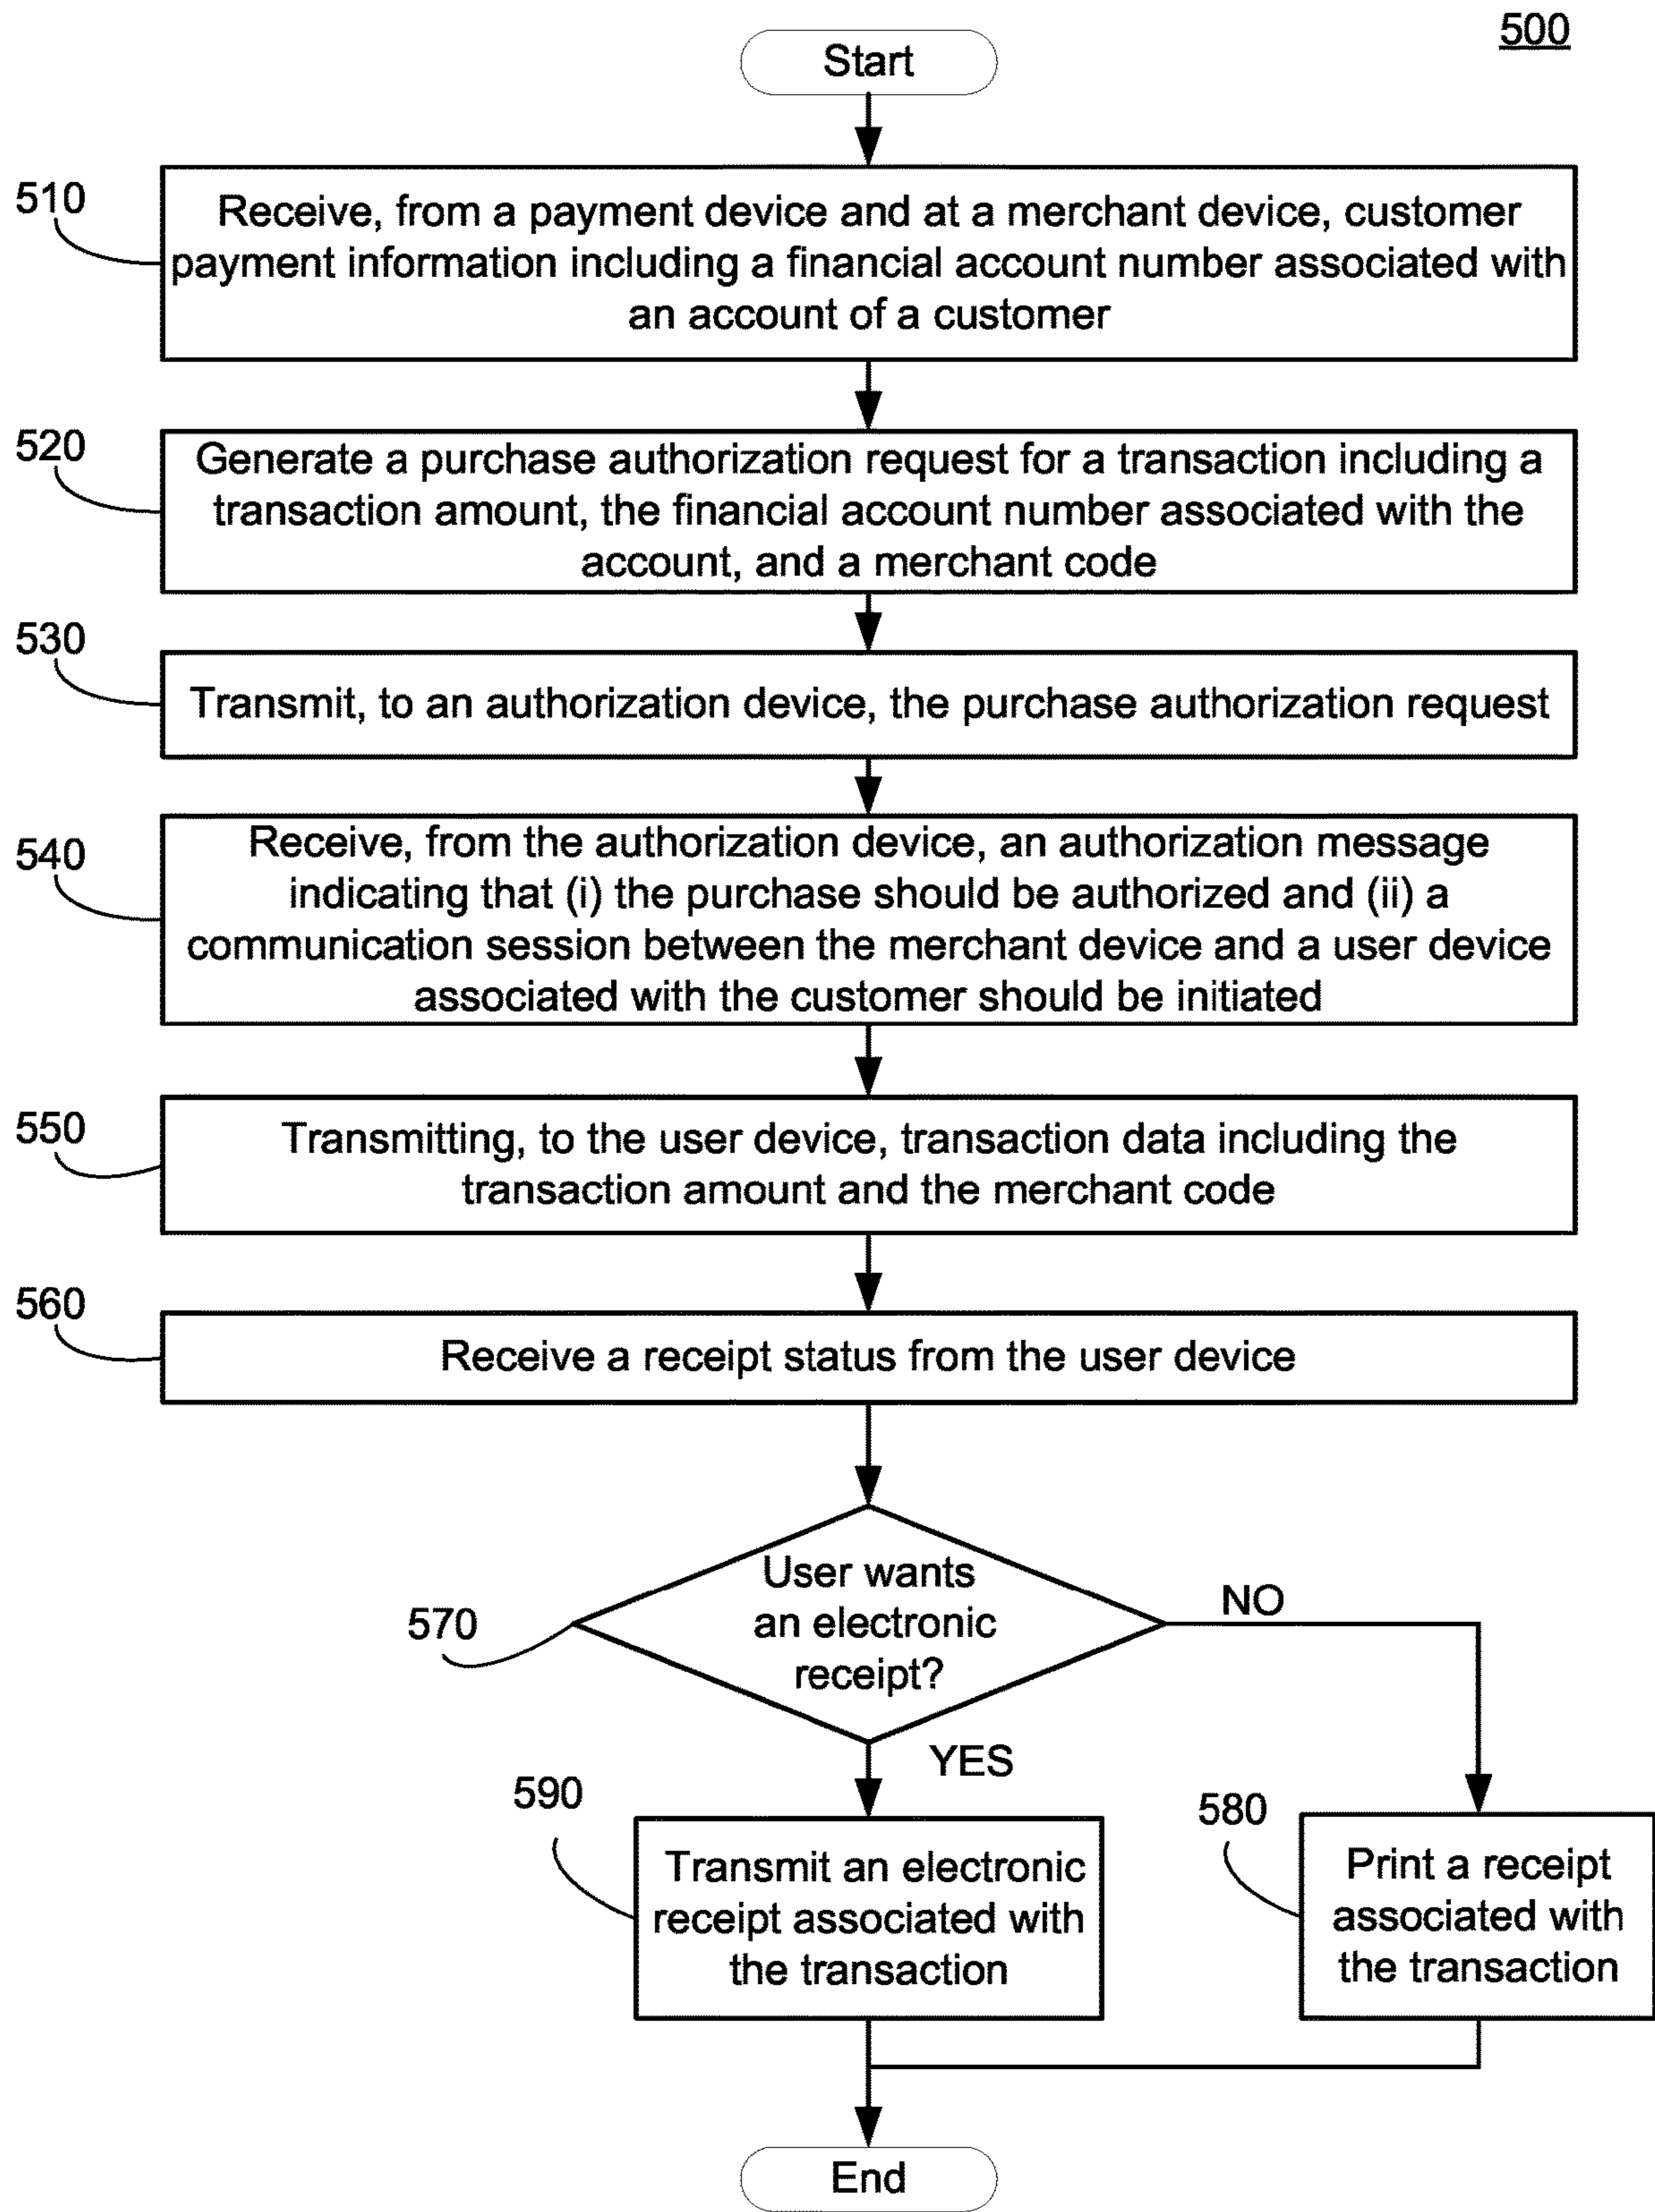 500
Start
510
Receive, from a payment device and at a merchant device, customer
payment information including a financial account number associated with
an account of a customer
520
Generate a purchase authorization request for a transaction including a
transaction amount, the financial account number associated with the
account, and a merchant code
530
Transmit, to an authorization device, the purchase authorization request
540
Receive, from the authorization device, an authorization message
indicating that (i) the purchase should be authorized and (ii) a
communication session between the merchant device and a user device
associated with the customer should be initiated
550
Transmitting, to the user device, transaction data including the
transaction amount and the merchant code
560
Receive a receipt status from the user device
570
User wants
an electronic
receipt?
NO
YES
590
Transmit an electronic
receipt associated with
the transaction
580
Print a receipt
associated with
the transaction
End